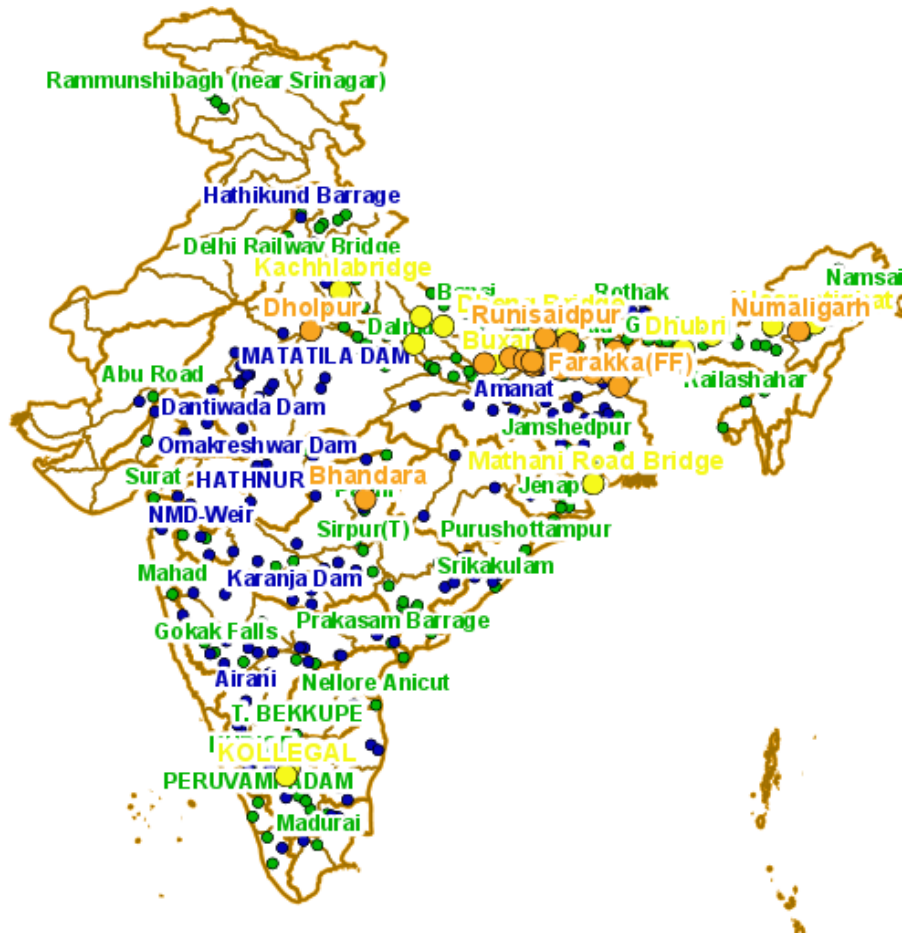 Rammunshibagh (near Srinagar)
Hathikund Barrage
Delhi Railway Bridge
Kachhlabridge
Namsai
Rothak
Dholpur
Runisaidpur
Numaligarh
Dhubri
Buxar
MATATILA DAM
Farakka(FF)
Abu Road
Kailashahar
Amanat
Dantiwada Dam
Jamshedpur
Omakreshwar Dam
Mathani Road Bridge
Surat
HATHNUR
Bhandara
Jenap
NMD-Weir
Sirpur(T)
Purushottampur
Mahad
Karanja Dam
Srikakulam
Prakasam Barrage
Gokak Falls
Airani
Nellore Anicut
T. BEKKUPE
KOLLEGAL
Madurai